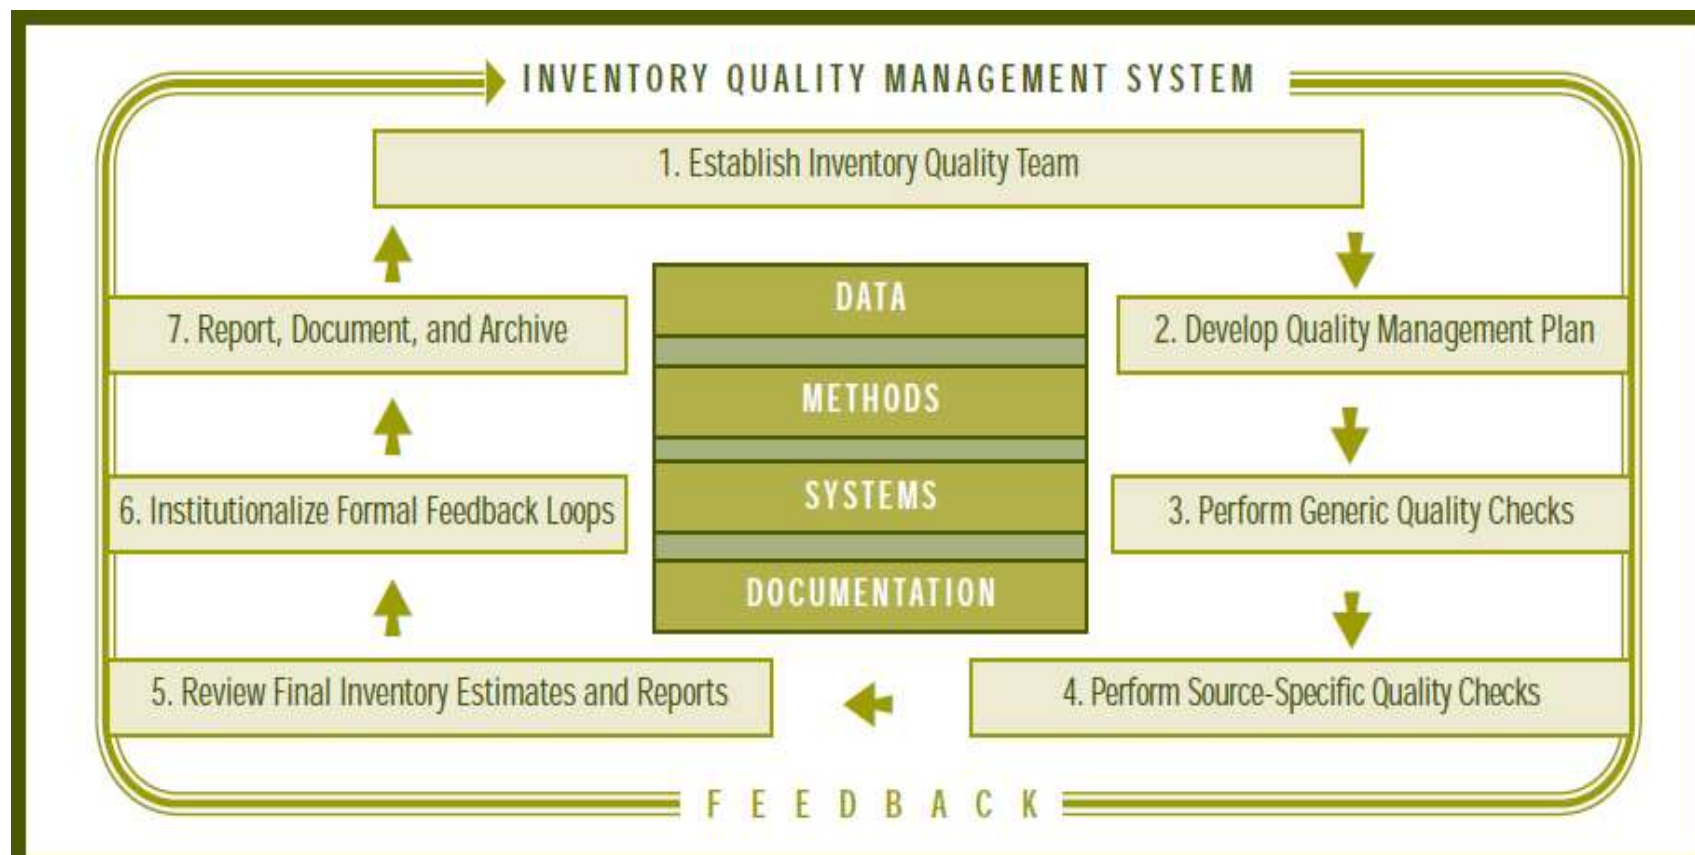 INVENTORY QUALITY MANAGEMENT SYSTEM
1. Establish Inventory Quality Team
2. Develop Quality Management Plan
3. Perform Generic Quality Checks
4. Perform Source-Specific Quality Checks
5. Review Final Inventory Estimates and Reports
6. Institutionalize Formal Feedback Loops
7. Report, Document, and Archive
DATA
METHODS
SYSTEMS
DOCUMENTATION
FEEDBACK